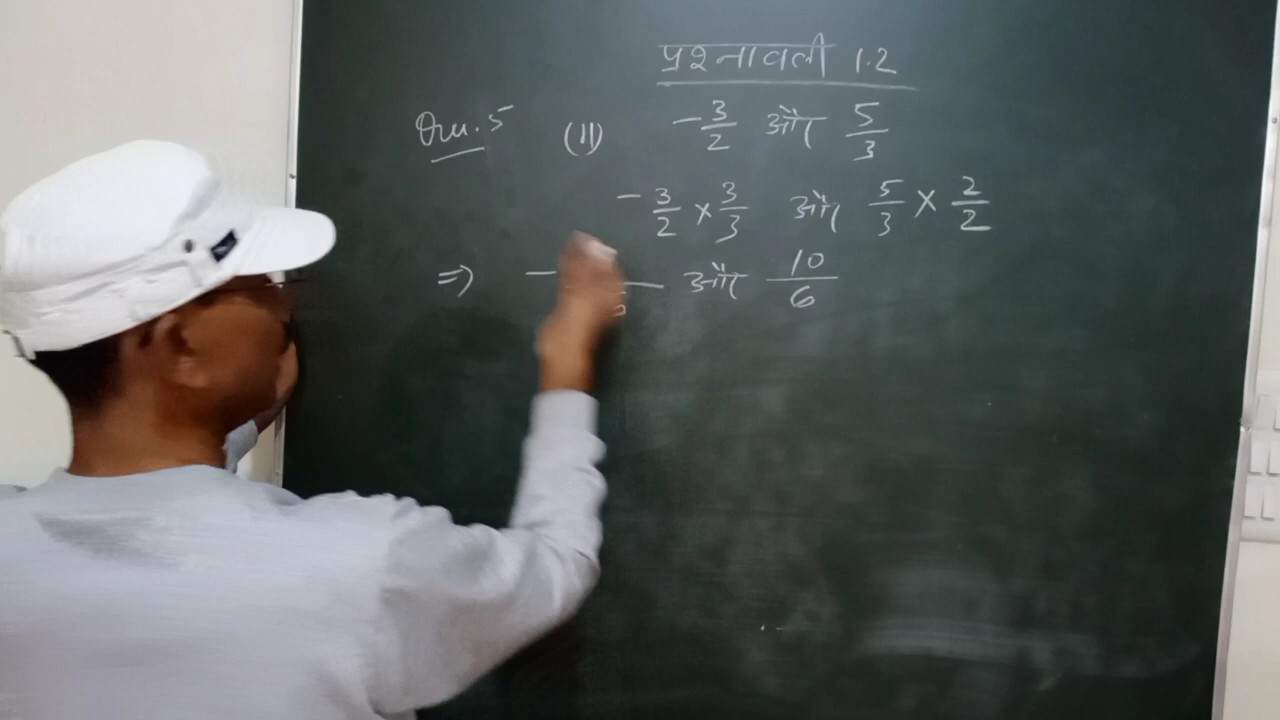 प्रश्नावली 1.2
Qu. 5 (II) - 3/2 और 5/3
- 3/2 × 3/3 और 5/3 × 2/2
=> - और 10/6